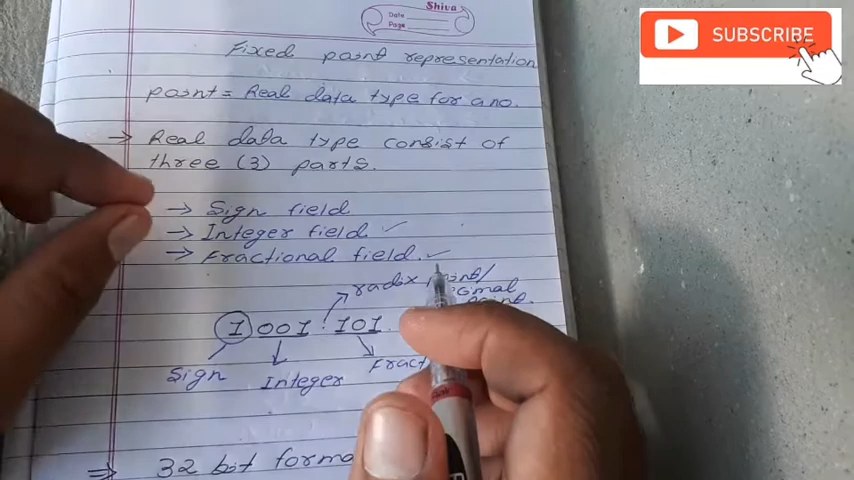 Shiva
Date
Page
SUBSCRIBE
Fixed point representation
point = Real data type for a no.
→ Real data type consist of
three (3) parts.
→ Sign field
→ Integer field ✓
→ Fractional field. ✓
radix point/
1 001 . 101
Sign Integer
→ 32 bit